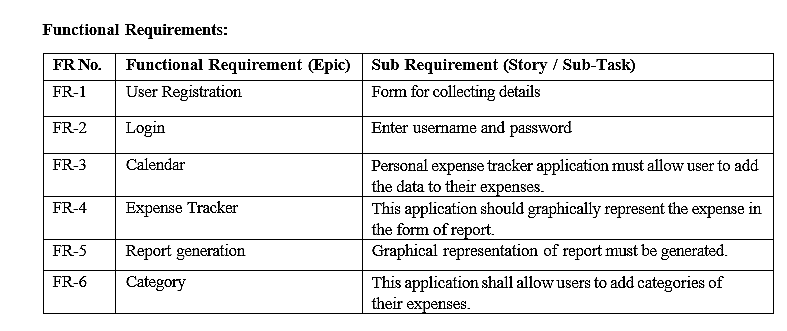 Functional Requirements:
FR No. Functional Requirement (Epic) Sub Requirement (Story / Sub-Task)
FR-1 User Registration Form for collecting details
FR-2 Login Enter username and password
FR-3 Calendar Personal expense tracker application must allow user to add
the data to their expenses.
FR-4 Expense Tracker This application should graphically represent the expense in
the form of report.
FR-5 Report generation Graphical representation of report must be generated.
FR-6 Category This application shall allow users to add categories of
their expenses.